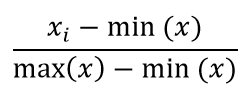 xᵢ − min (x)
max(x) − min (x)